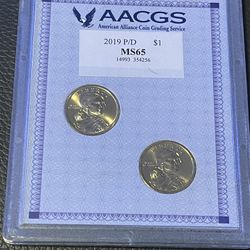 AACGS
American Alliance Coin Grading Service
2019 P/D $1
MS65
14993 354256